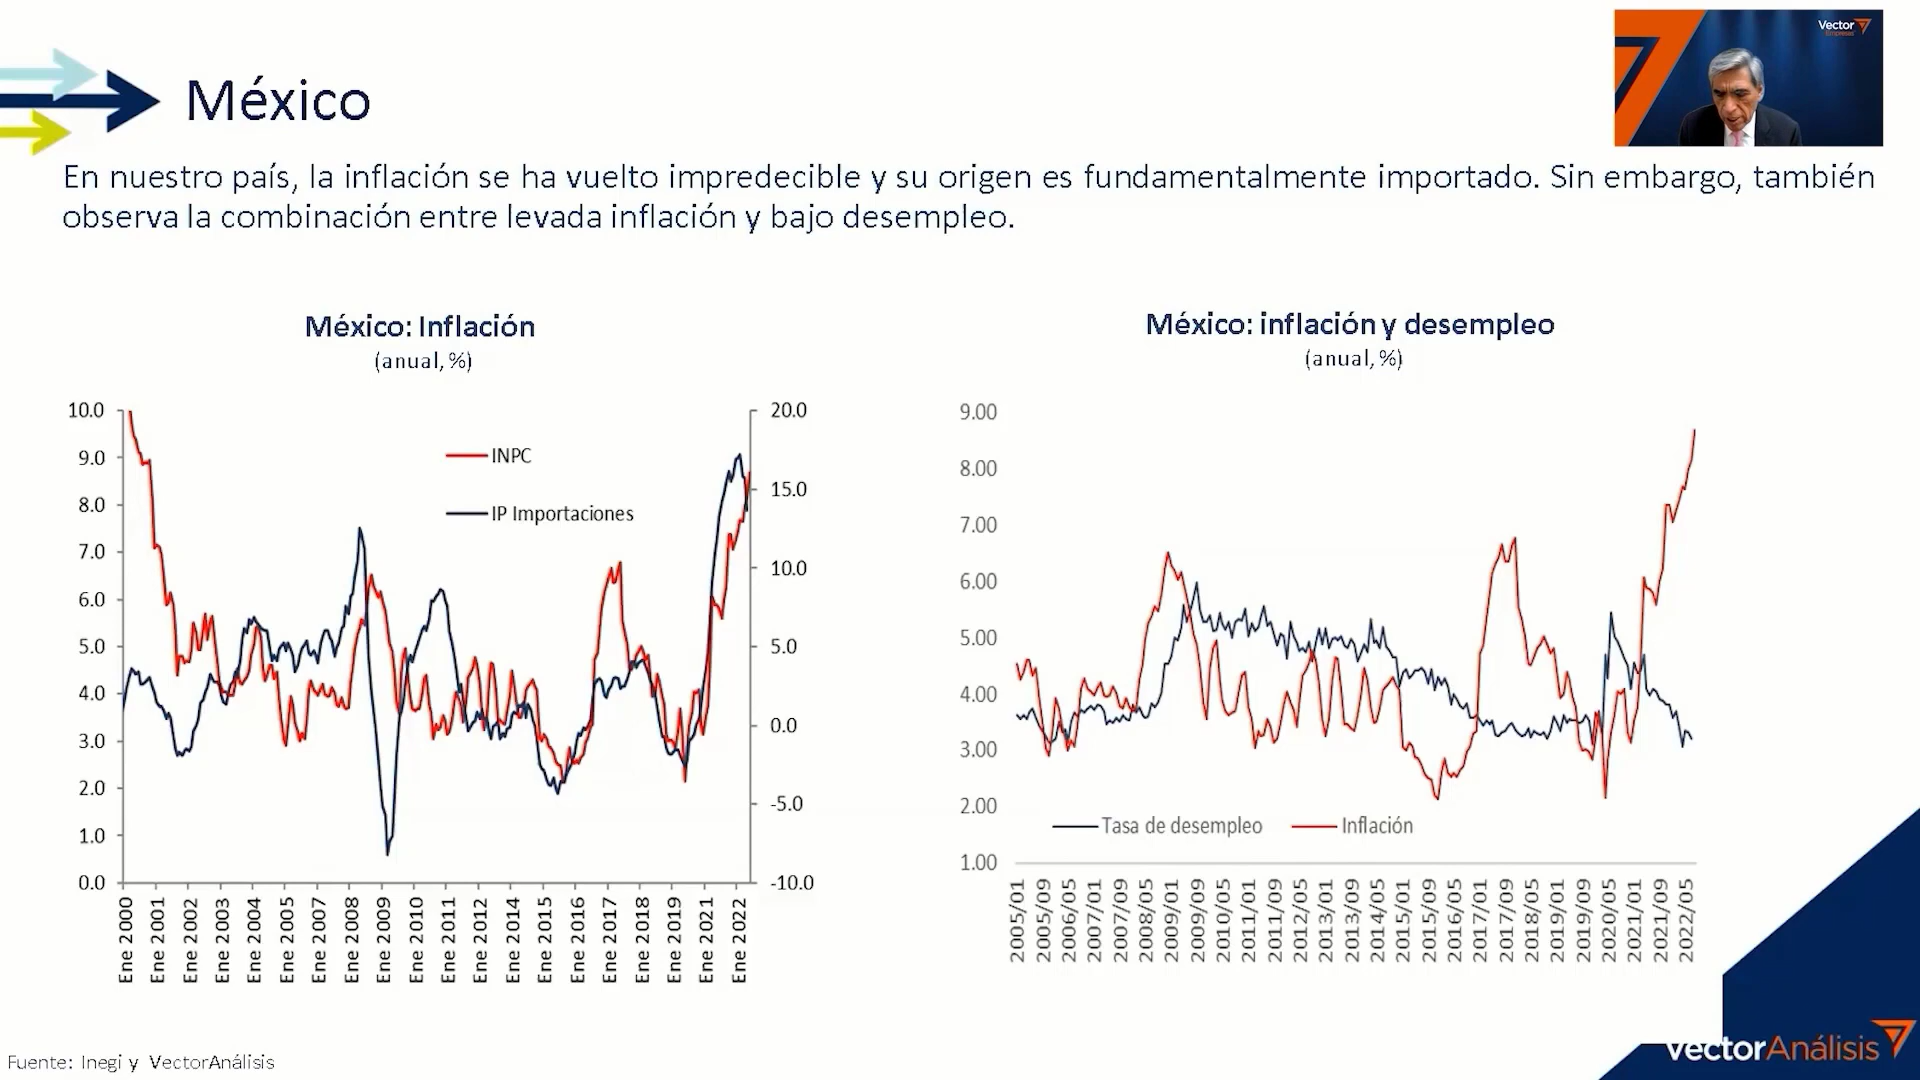 Vector
México
En nuestro país, la inflación se ha vuelto impredecible y su origen es fundamentalmente importado. Sin embargo, también
observa la combinación entre levada inflación y bajo desempleo.
México: Inflación
(anual, %)
10.0
9.0
8.0
7.0
6.0
5.0
4.0
3.0
2.0
1.0
0.0
INPC
IP Importaciones
20.0
15.0
10.0
5.0
0.0
-5.0
-10.0
Ene 2000
Ene 2001
Ene 2002
Ene 2003
Ene 2004
Ene 2005
Ene 2007
Ene 2008
Ene 2009
Ene 2010
Ene 2011
Ene 2012
Ene 2014
Ene 2015
Ene 2016
Ene 2017
Ene 2018
Ene 2019
Ene 2021
Ene 2022
México: inflación y desempleo
(anual, %)
9.00
8.00
7.00
6.00
5.00
4.00
3.00
2.00
1.00
Tasa de desempleo
Inflación
2005/01
2005/09
2006/05
2007/01
2007/09
2008/05
2009/01
2009/09
2010/05
2011/01
2011/09
2012/05
2013/01
2013/09
2014/05
2015/01
2015/09
2016/05
2017/01
2017/09
2018/05
2019/01
2019/09
2020/05
2021/01
2021/09
2022/05
Fuente: Inegi y VectorAnálisis
vectorAnálisis